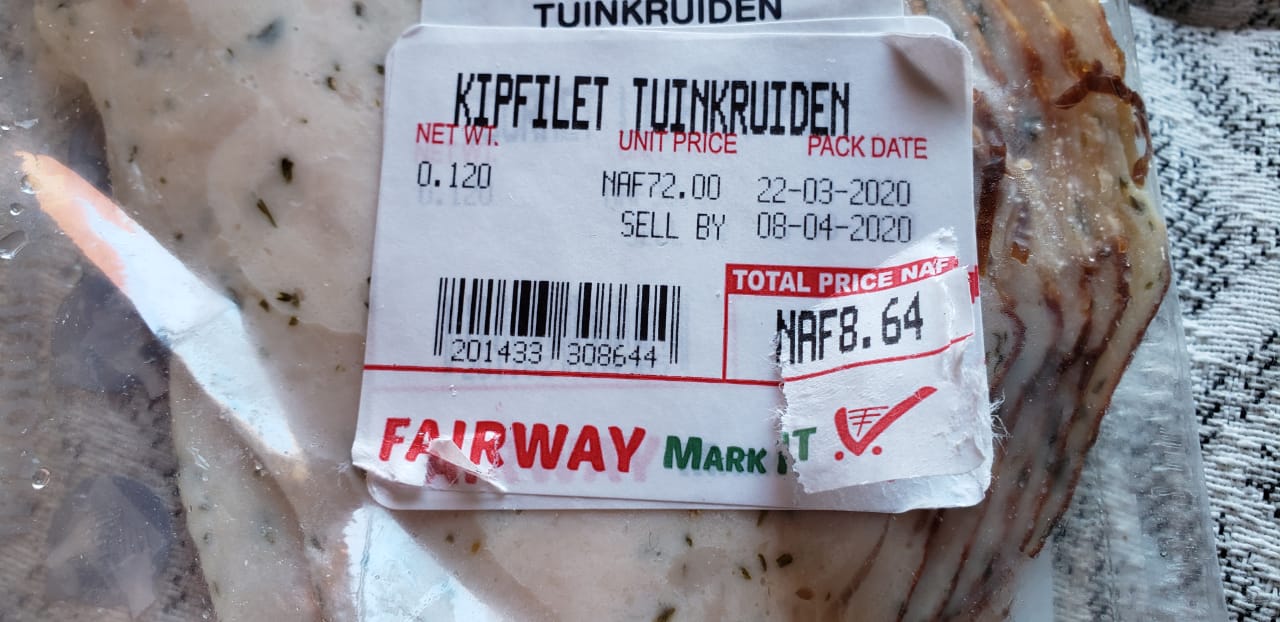 TUINKRUIDEN
KIPFILET TUINKRUIDEN
NET WT. UNIT PRICE PACK DATE
0.120 NAF72.00 22-03-2020
SELL BY 08-04-2020
TOTAL PRICE NAF
NAF8.64
201433 308644
FAIRWAY MARK IT